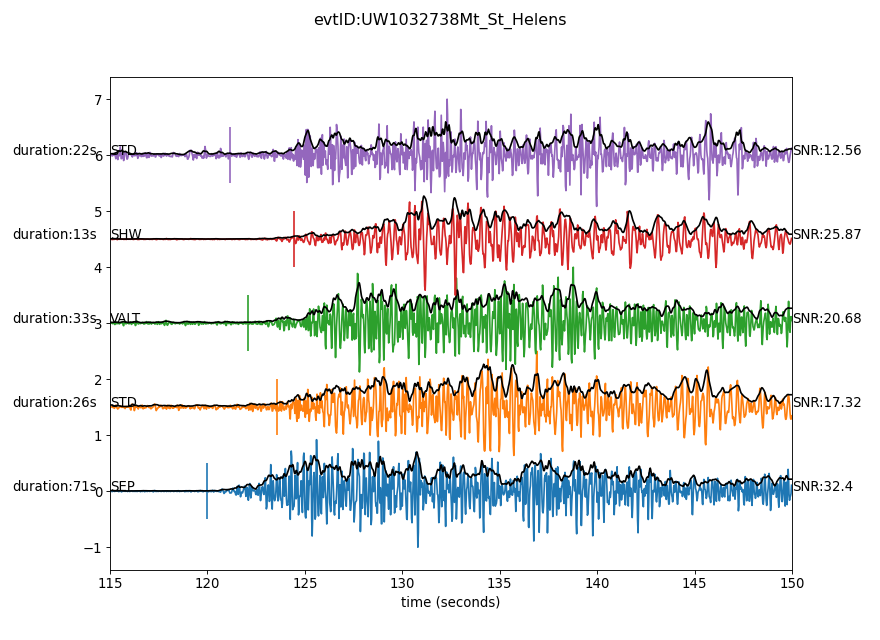 evtID:UW1032738Mt_St_Helens
7
duration:22s STD 6 SNR:12.56
5
duration:13s SHW SNR:25.87
4
duration:33s VALT 3 SNR:20.68
2
duration:26s STD SNR:17.32
1
duration:71s SEP 0 SNR:32.4
−1
115 120 125 130 135 140 145 150
time (seconds)